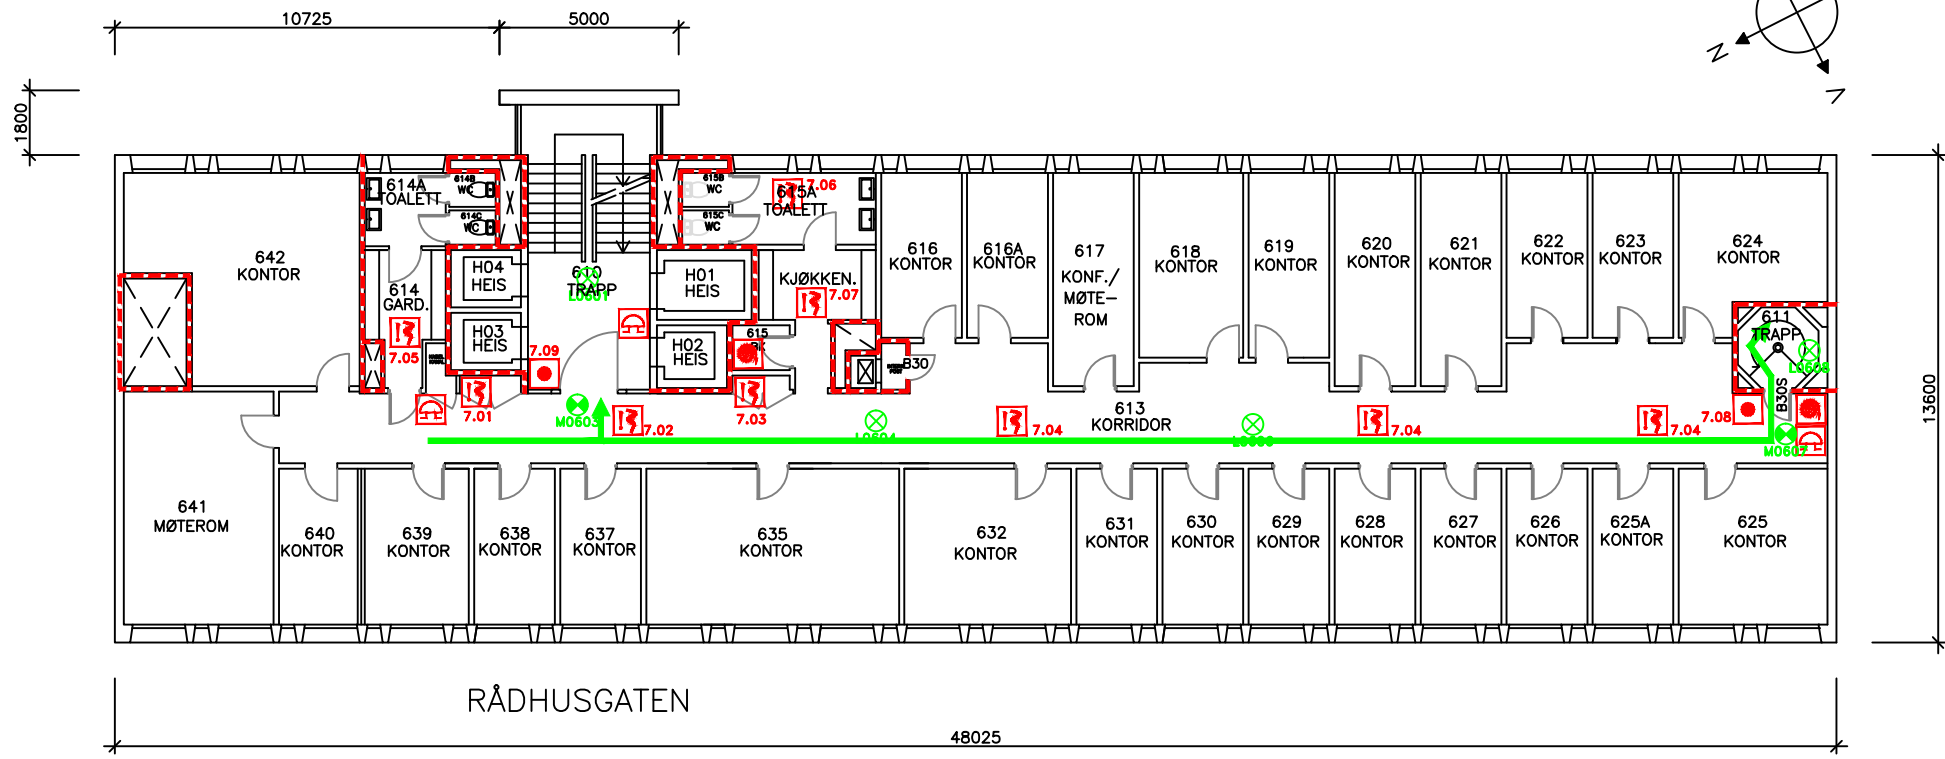 10725
5000
1800
N
V
614A
TOALETT
614B
WC
614C
WC
615B
WC
615C
WC
7.06
615A
TOALETT
642
KONTOR
H04
HEIS
610
TRAPP
L0601
H01
HEIS
KJØKKEN.
7.07
616
KONTOR
616A
KONTOR
617
KONF./
MØTE–
ROM
618
KONTOR
619
KONTOR
620
KONTOR
621
KONTOR
622
KONTOR
623
KONTOR
624
KONTOR
614
GARD.
7.05
H03
HEIS
7.09
H02
HEIS
615
BK
B30
611
TRAPP
L0608
B30S
7.01
M0603
7.02
7.03
L0604
7.04
613
KORRIDOR
7.04
7.04
7.08
M0607
13600
641
MØTEROM
640
KONTOR
639
KONTOR
638
KONTOR
637
KONTOR
635
KONTOR
632
KONTOR
631
KONTOR
630
KONTOR
629
KONTOR
628
KONTOR
627
KONTOR
626
KONTOR
625A
KONTOR
625
KONTOR
RÅDHUSGATEN
48025